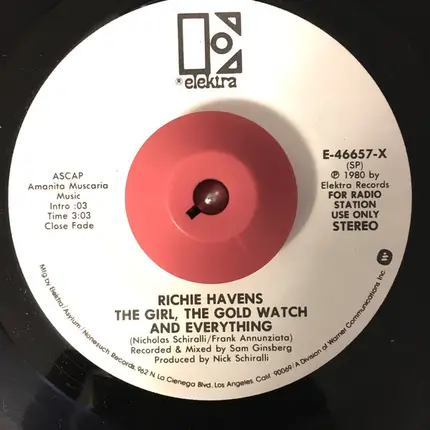 ® elektra
ASCAP
Amanita Muscaria
Music
Intro :03
Time 3:03
Close Fade
E-46657-X
(SP)
℗ 1980 by
Elektra Records
FOR RADIO
STATION
USE ONLY
STEREO
RICHIE HAVENS
THE GIRL, THE GOLD WATCH
AND EVERYTHING
(Nicholas Schiralli/Frank Annunziata)
Recorded & Mixed by Sam Ginsberg
Produced by Nick Schiralli
Mfg by Elektra/Asylum/Nonesuch Records, 962 N. La Cienega Blvd. Los Angeles, Calif. 90069/A Division of Warner Communications Inc.